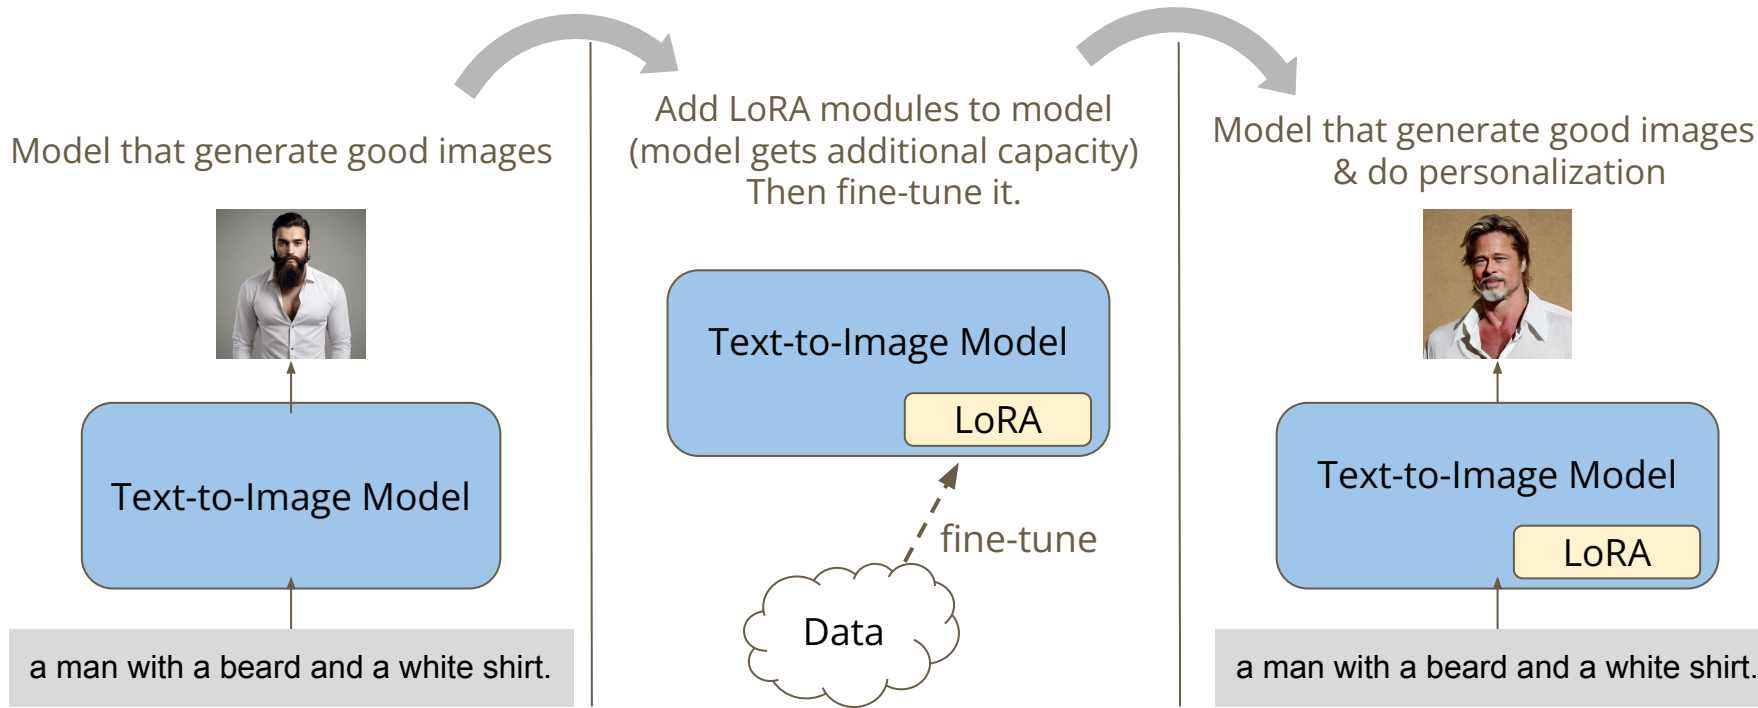 Model that generate good images
Text-to-Image Model
a man with a beard and a white shirt.
Add LoRA modules to model
(model gets additional capacity)
Then fine-tune it.
Text-to-Image Model
LoRA
fine-tune
Data
Model that generate good images
& do personalization
Text-to-Image Model
LoRA
a man with a beard and a white shirt.